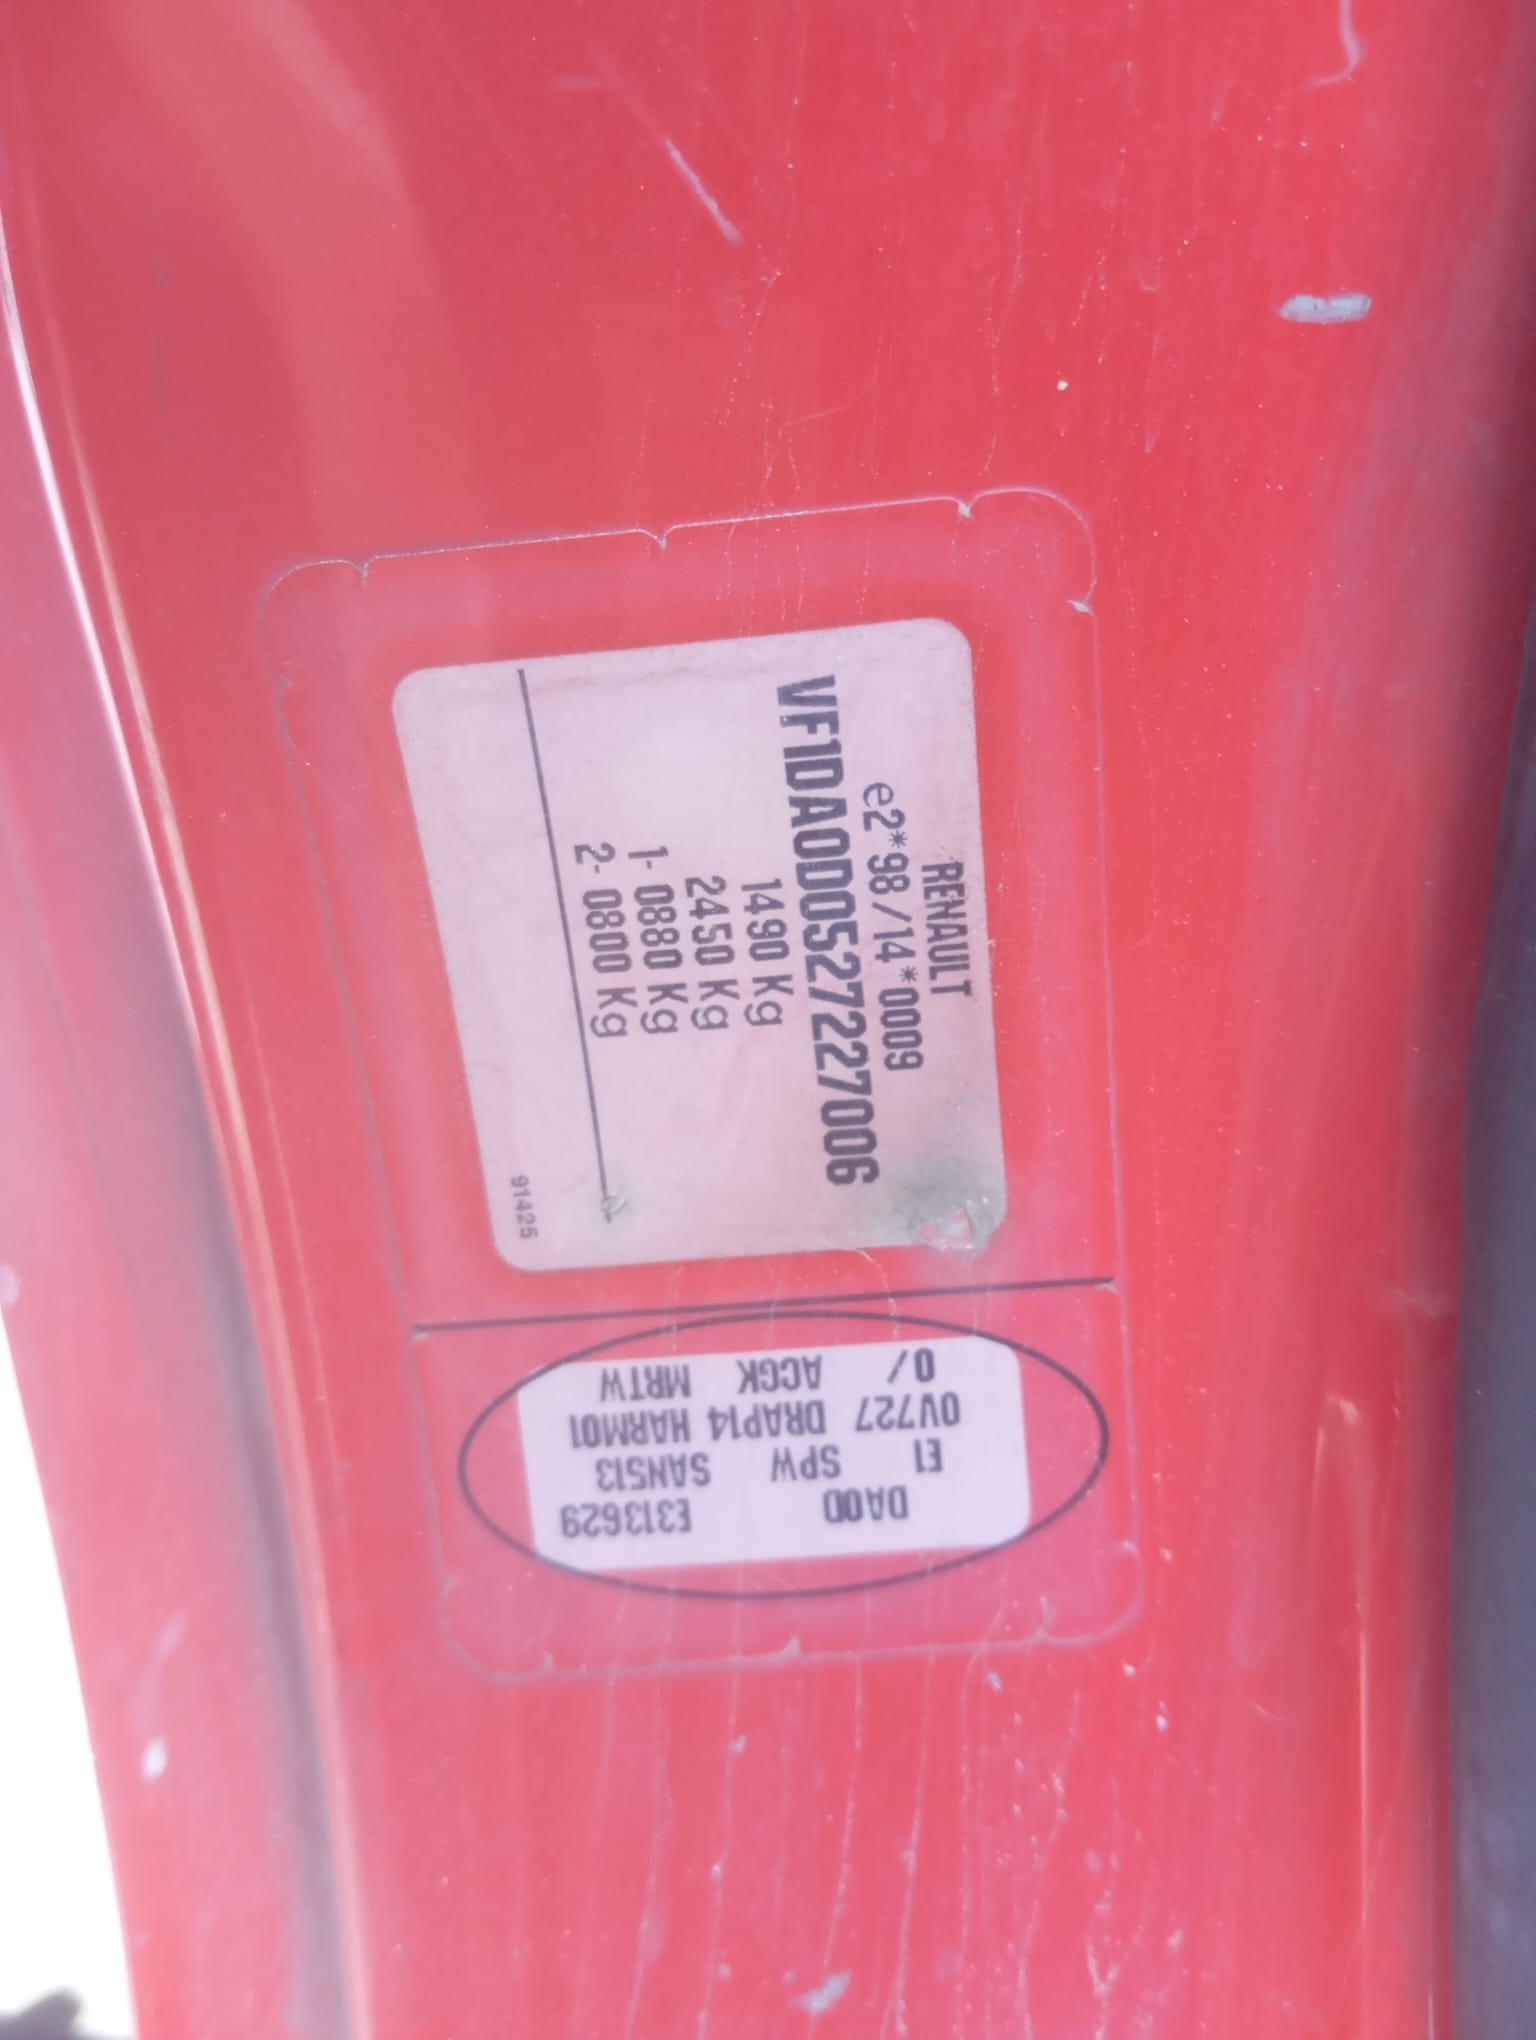 RENAULT
e2*98/14*0009
VF1DA0D0527227006
1490 Kg
2450 Kg
1- 0880 Kg
2- 0800 Kg
91425
DA0D E313629
E1 SPW SAN513
0V727 DRAP14 HARM01
0/ ACGK MRTW